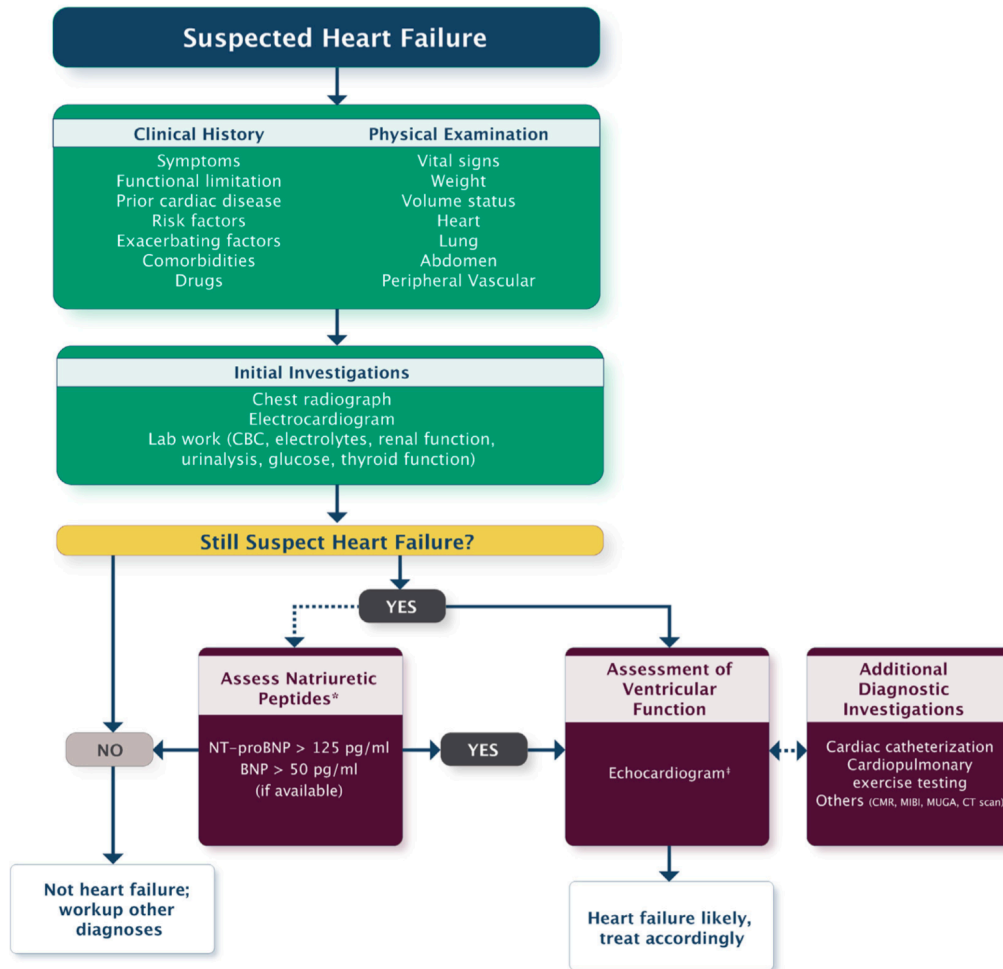 Suspected Heart Failure
Clinical History
Symptoms
Functional limitation
Prior cardiac disease
Risk factors
Exacerbating factors
Comorbidities
Drugs
Physical Examination
Vital signs
Weight
Volume status
Heart
Lung
Abdomen
Peripheral Vascular
Initial Investigations
Chest radiograph
Electrocardiogram
Lab work (CBC, electrolytes, renal function,
urinalysis, glucose, thyroid function)
Still Suspect Heart Failure?
YES
Assess Natriuretic
Peptides*
NT-proBNP > 125 pg/ml
BNP > 50 pg/ml
(if available)
NO
YES
Assessment of
Ventricular
Function
Echocardiogram‡
Additional
Diagnostic
Investigations
Cardiac catheterization
Cardiopulmonary
exercise testing
Others (CMR, MIBI, MUGA, CT scan)
Not heart failure;
workup other
diagnoses
Heart failure likely,
treat accordingly